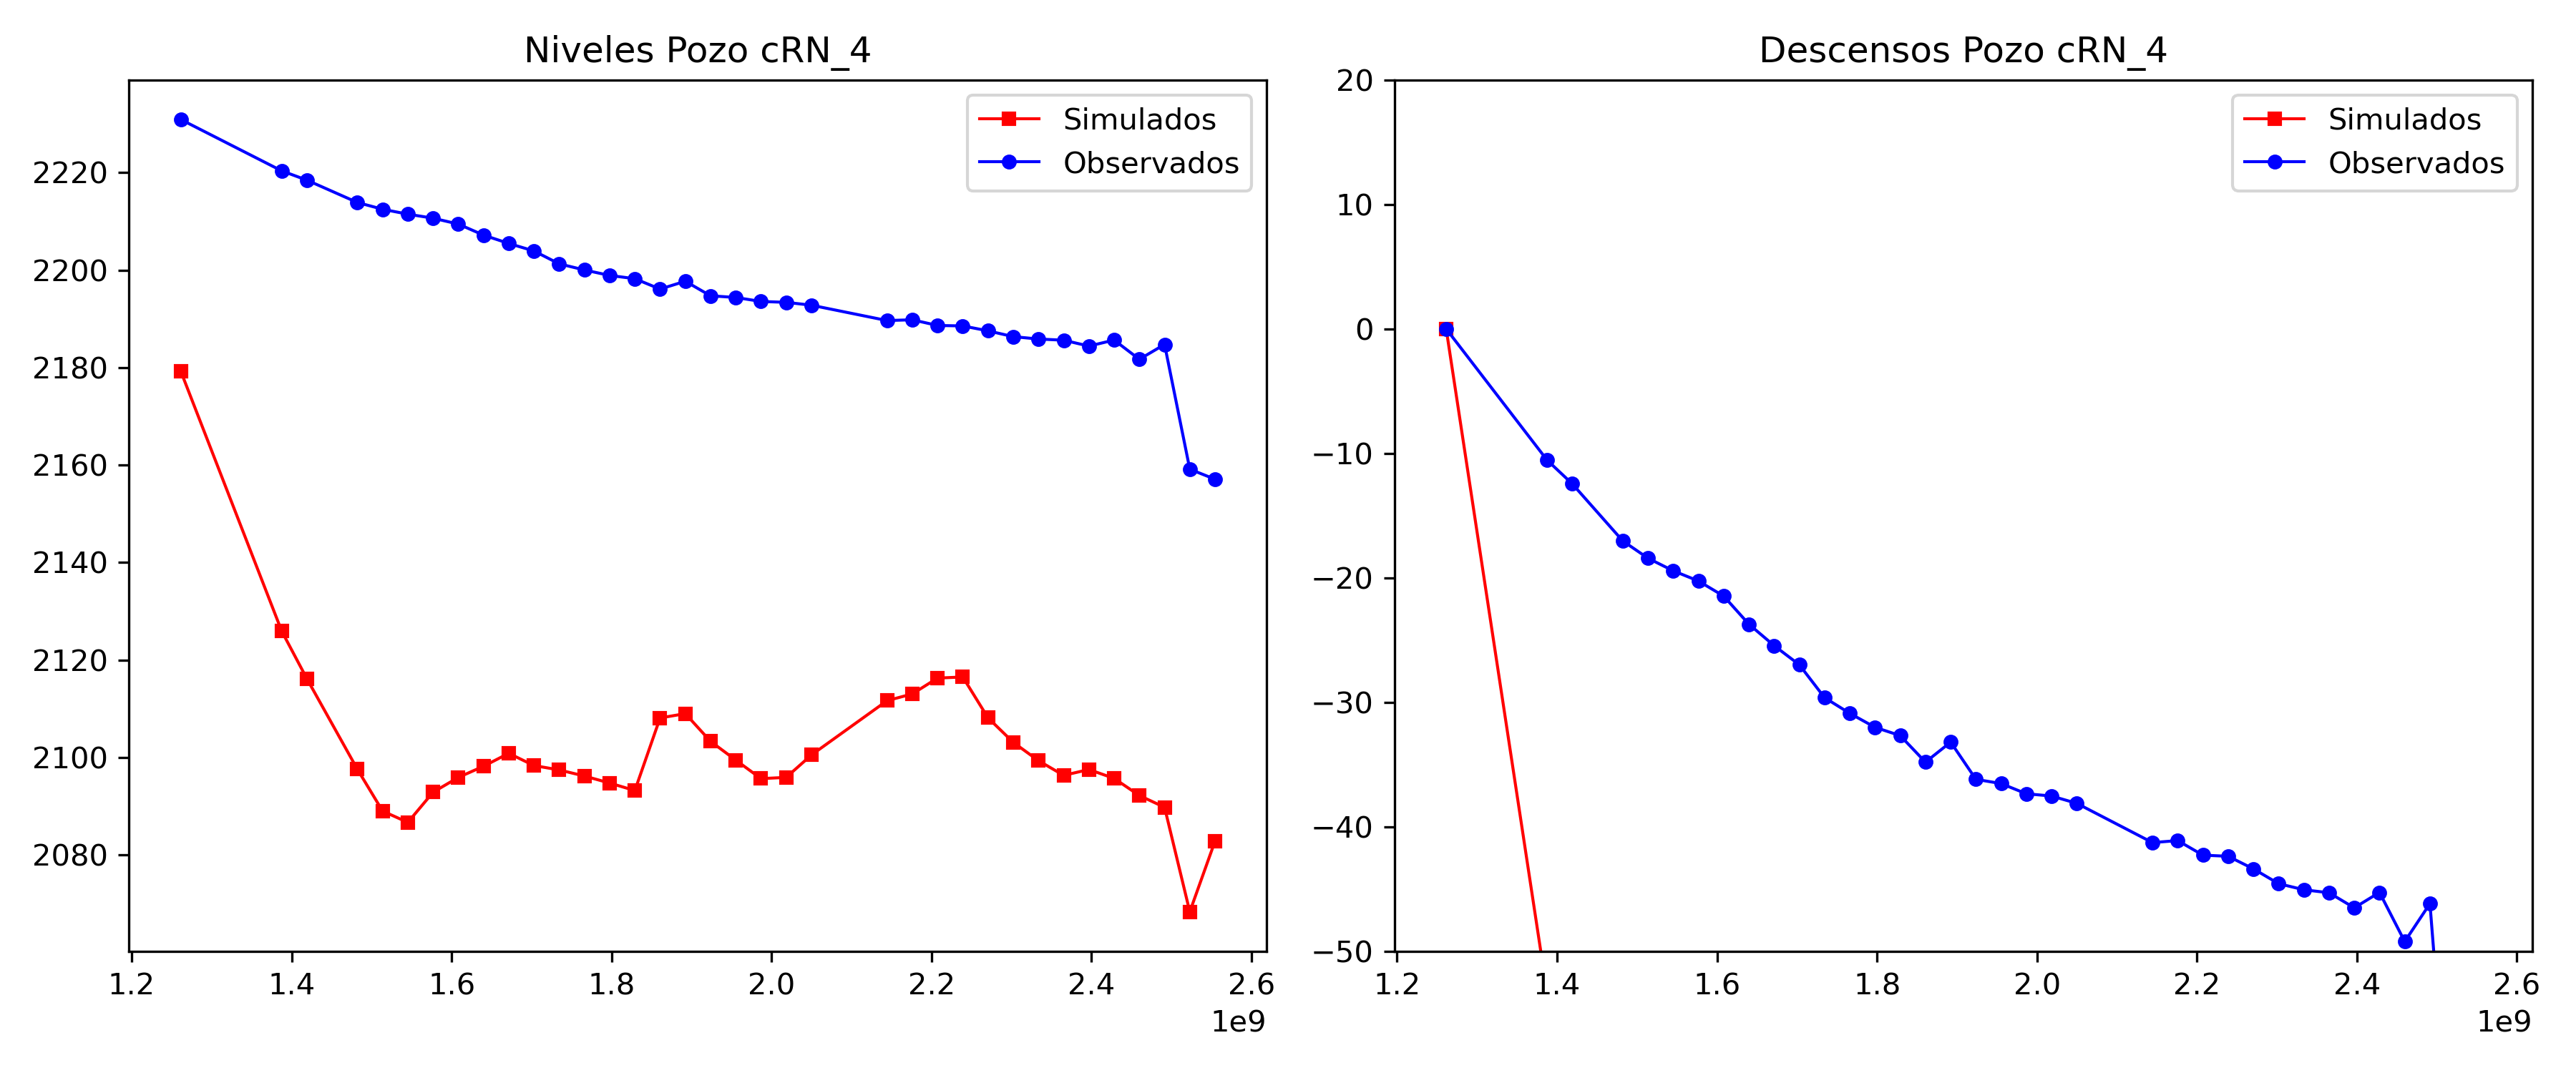 Niveles Pozo cRN_4
Simulados
Observados
2220
2200
2180
2160
2140
2120
2100
2080
1.2 1.4 1.6 1.8 2.0 2.2 2.4 2.6
1e9
Descensos Pozo cRN_4
Simulados
Observados
20
10
0
−10
−20
−30
−40
−50
1.2 1.4 1.6 1.8 2.0 2.2 2.4 2.6
1e9